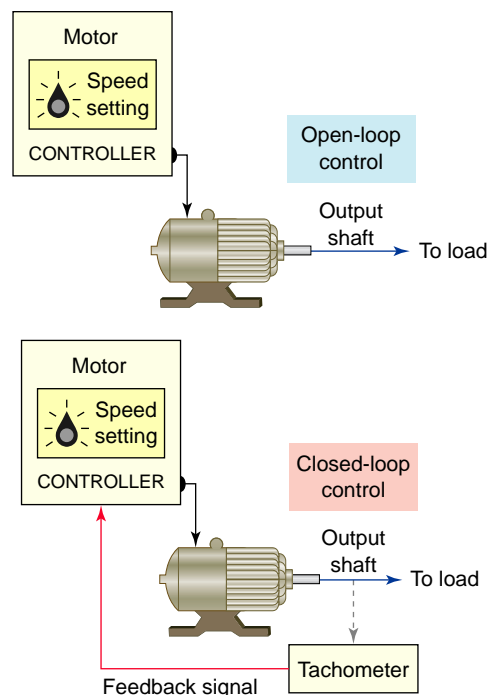 Motor
Speed
setting
CONTROLLER
Open-loop
control
Output
shaft
To load
Motor
Speed
setting
CONTROLLER
Closed-loop
control
Output
shaft
To load
Tachometer
Feedback signal